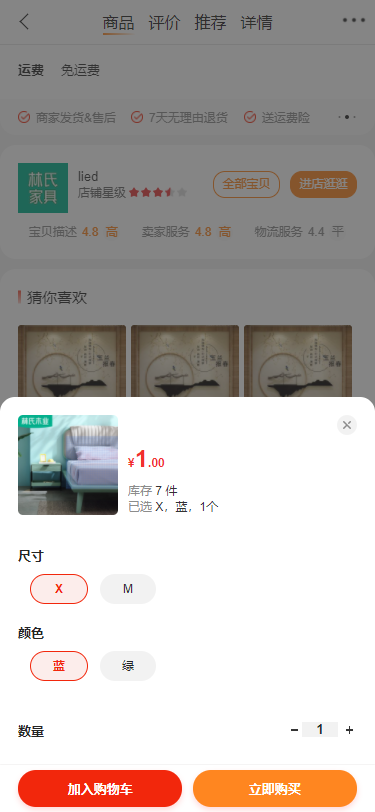 商品 评价 推荐 详情
运费 免运费
商家发货&售后 7天无理由退货 送运费险
林氏
家具
lied
店铺星级
全部宝贝 进店逛逛
宝贝描述 4.8 高 卖家服务 4.8 高 物流服务 4.4 平
猜你喜欢
林氏木业
¥1.00
库存 7 件
已选 X，蓝，1个
尺寸
X M
颜色
蓝 绿
数量 1
加入购物车 立即购买